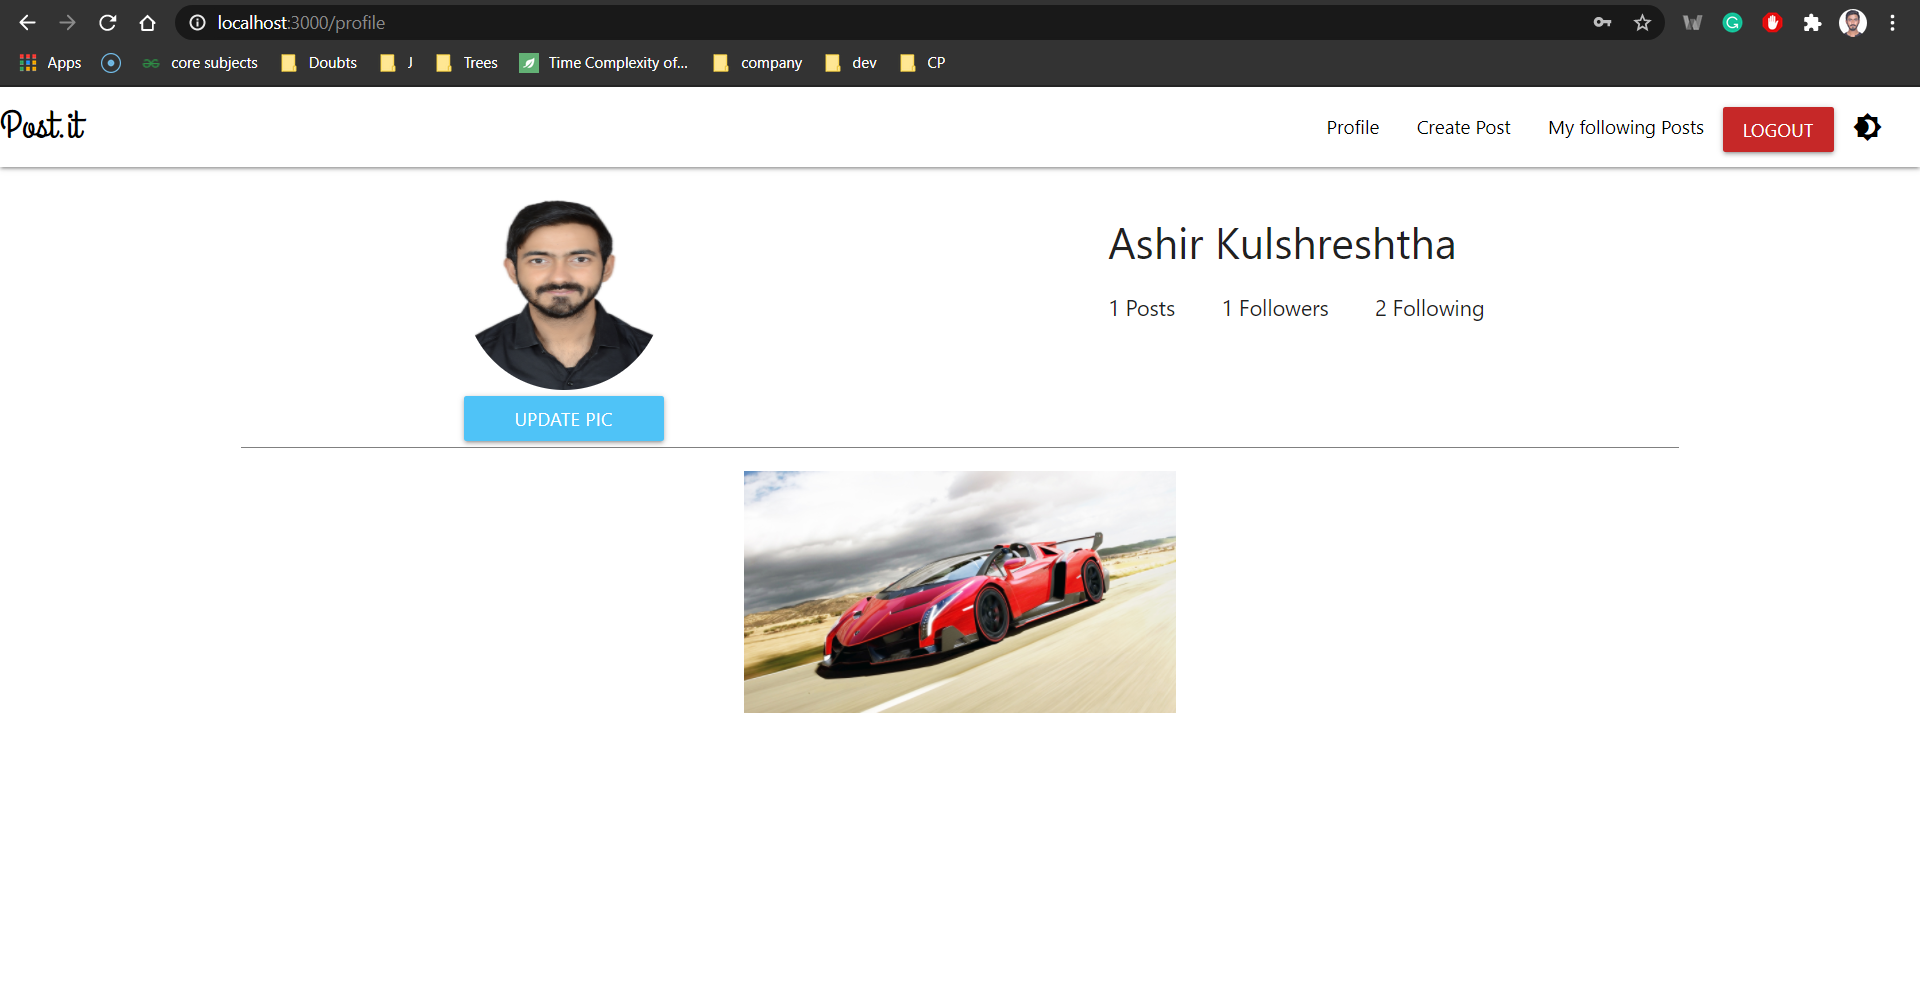 localhost:3000/profile
Apps core subjects Doubts J Trees Time Complexity of... company dev CP
Post.it Profile Create Post My following Posts LOGOUT
Ashir Kulshreshtha
1 Posts 1 Followers 2 Following
UPDATE PIC